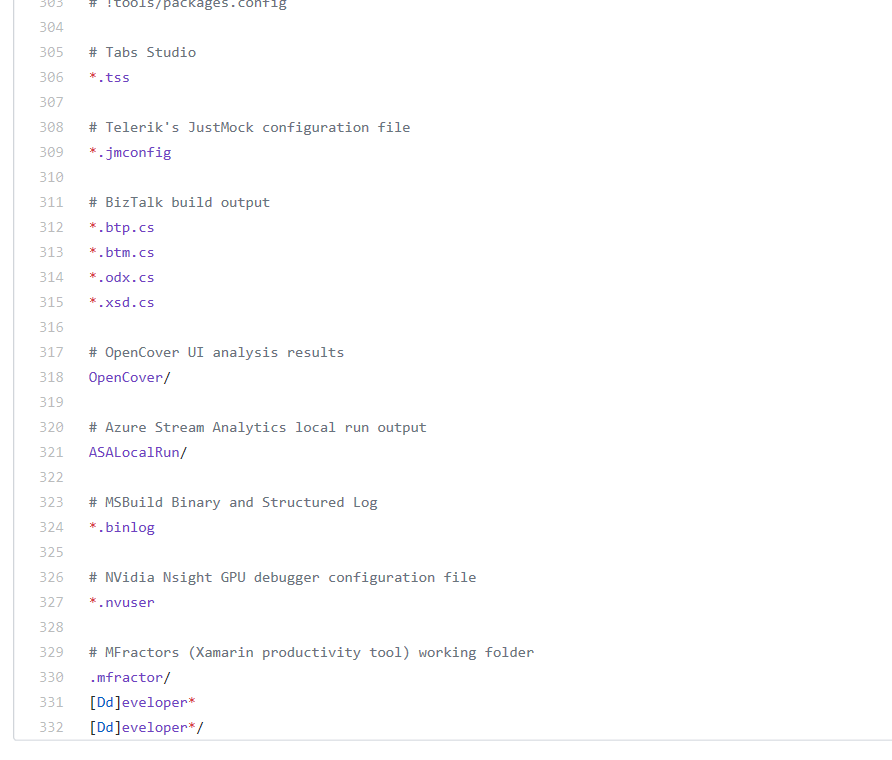 303 # !tools/packages.config
304
305 # Tabs Studio
306 *.tss
307
308 # Telerik's JustMock configuration file
309 *.jmconfig
310
311 # BizTalk build output
312 *.btp.cs
313 *.btm.cs
314 *.odx.cs
315 *.xsd.cs
316
317 # OpenCover UI analysis results
318 OpenCover/
319
320 # Azure Stream Analytics local run output
321 ASALocalRun/
322
323 # MSBuild Binary and Structured Log
324 *.binlog
325
326 # NVidia Nsight GPU debugger configuration file
327 *.nvuser
328
329 # MFractors (Xamarin productivity tool) working folder
330 .mfractor/
331 [Dd]eveloper*
332 [Dd]eveloper*/